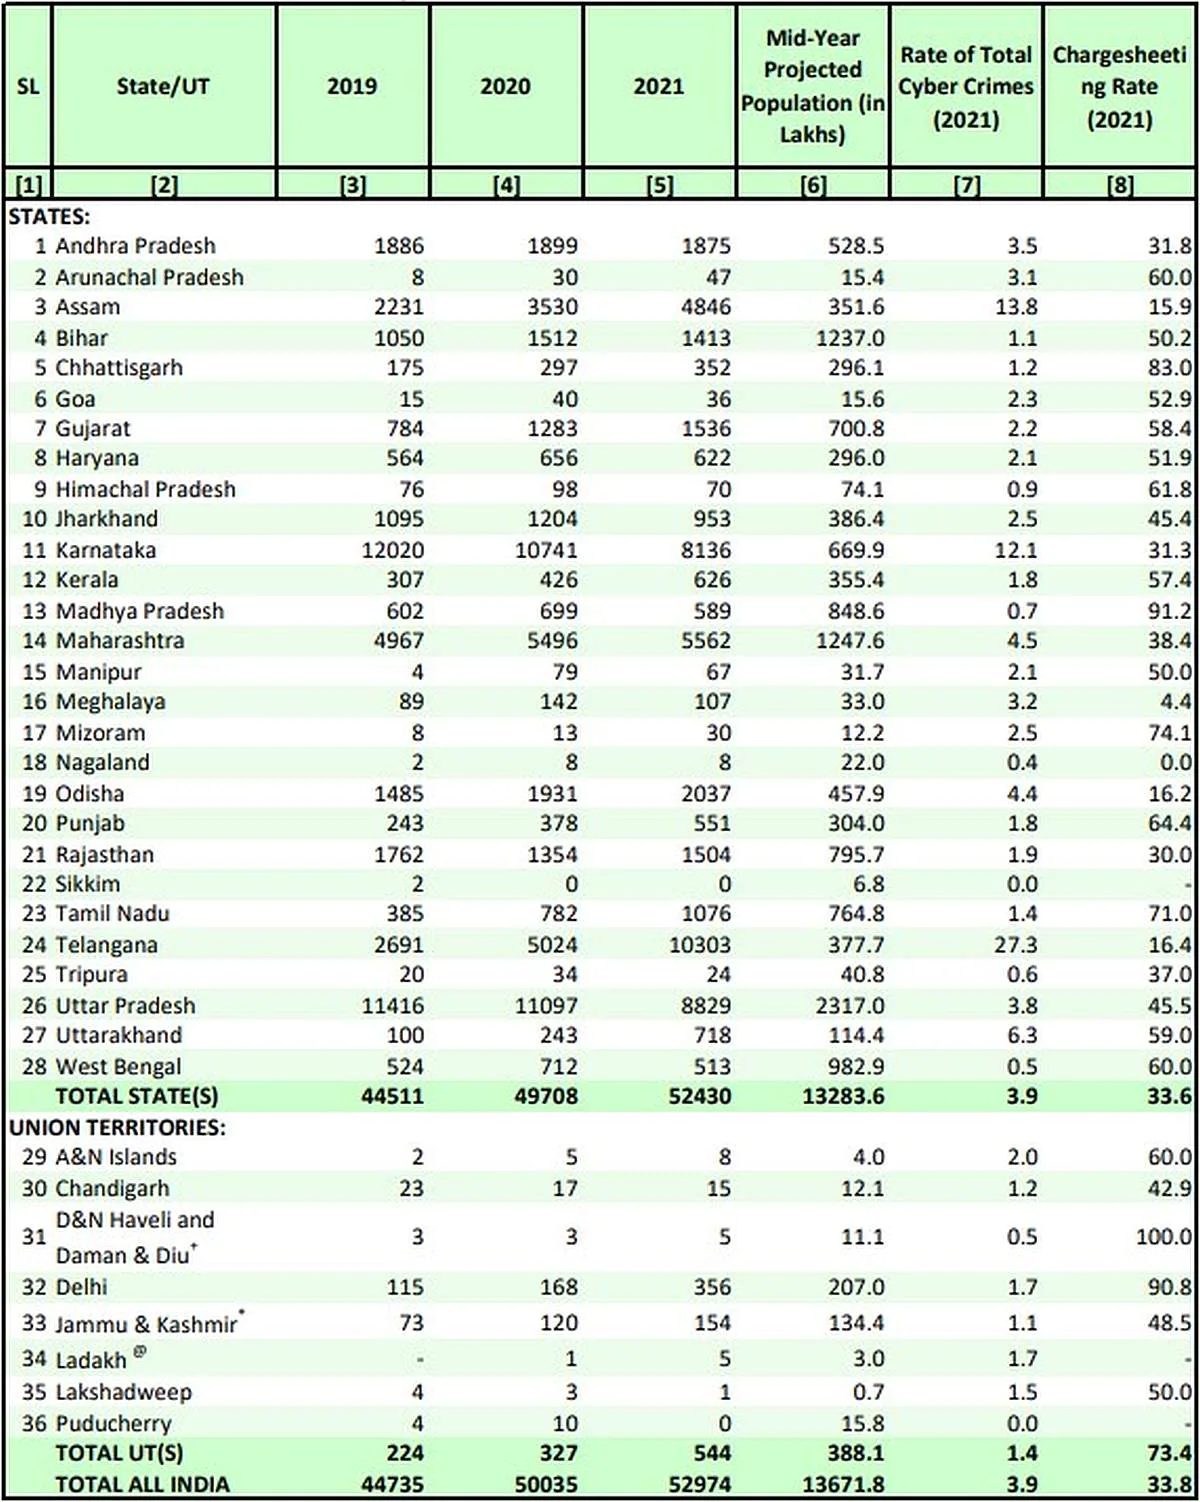 SL State/UT 2019 2020 2021 Mid-Year Projected Population (in Lakhs) Rate of Total Cyber Crimes (2021) Chargesheeti ng Rate (2021)
[1] [2] [3] [4] [5] [6] [7] [8]
STATES:
1 Andhra Pradesh 1886 1899 1875 528.5 3.5 31.8
2 Arunachal Pradesh 8 30 47 15.4 3.1 60.0
3 Assam 2231 3530 4846 351.6 13.8 15.9
4 Bihar 1050 1512 1413 1237.0 1.1 50.2
5 Chhattisgarh 175 297 352 296.1 1.2 83.0
6 Goa 15 40 36 15.6 2.3 52.9
7 Gujarat 784 1283 1536 700.8 2.2 58.4
8 Haryana 564 656 622 296.0 2.1 51.9
9 Himachal Pradesh 76 98 70 74.1 0.9 61.8
10 Jharkhand 1095 1204 953 386.4 2.5 45.4
11 Karnataka 12020 10741 8136 669.9 12.1 31.3
12 Kerala 307 426 626 355.4 1.8 57.4
13 Madhya Pradesh 602 699 589 848.6 0.7 91.2
14 Maharashtra 4967 5496 5562 1247.6 4.5 38.4
15 Manipur 4 79 67 31.7 2.1 50.0
16 Meghalaya 89 142 107 33.0 3.2 4.4
17 Mizoram 8 13 30 12.2 2.5 74.1
18 Nagaland 2 8 8 22.0 0.4 0.0
19 Odisha 1485 1931 2037 457.9 4.4 16.2
20 Punjab 243 378 551 304.0 1.8 64.4
21 Rajasthan 1762 1354 1504 795.7 1.9 30.0
22 Sikkim 2 0 0 6.8 0.0 -
23 Tamil Nadu 385 782 1076 764.8 1.4 71.0
24 Telangana 2691 5024 10303 377.7 27.3 16.4
25 Tripura 20 34 24 40.8 0.6 37.0
26 Uttar Pradesh 11416 11097 8829 2317.0 3.8 45.5
27 Uttarakhand 100 243 718 114.4 6.3 59.0
28 West Bengal 524 712 513 982.9 0.5 60.0
TOTAL STATE(S) 44511 49708 52430 13283.6 3.9 33.6
UNION TERRITORIES:
29 A&N Islands 2 5 8 4.0 2.0 60.0
30 Chandigarh 23 17 15 12.1 1.2 42.9
31 D&N Haveli and Daman & Diu+ 3 3 5 11.1 0.5 100.0
32 Delhi 115 168 356 207.0 1.7 90.8
33 Jammu & Kashmir* 73 120 154 134.4 1.1 48.5
34 Ladakh @ - 1 5 3.0 1.7 -
35 Lakshadweep 4 3 1 0.7 1.5 50.0
36 Puducherry 4 10 0 15.8 0.0 -
TOTAL UT(S) 224 327 544 388.1 1.4 73.4
TOTAL ALL INDIA 44735 50035 52974 13671.8 3.9 33.8